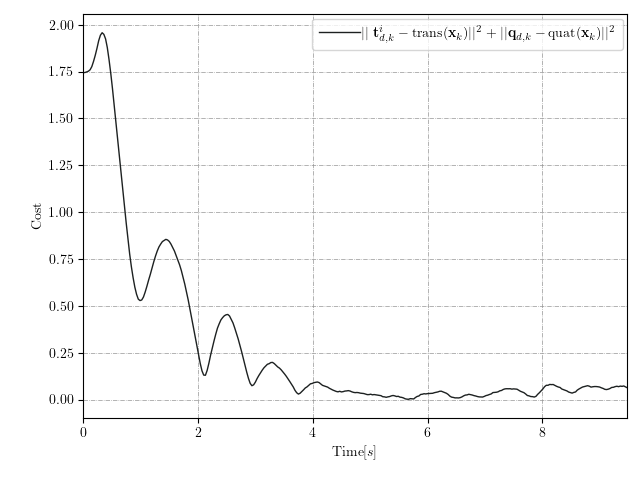 || t^i_{d,k} − trans(x_k)||^2 + ||q_{d,k} − quat(x_k)||^2
2.00
1.75
1.50
1.25
1.00
0.75
0.50
0.25
0.00
Cost
0 2 4 6 8
Time[s]